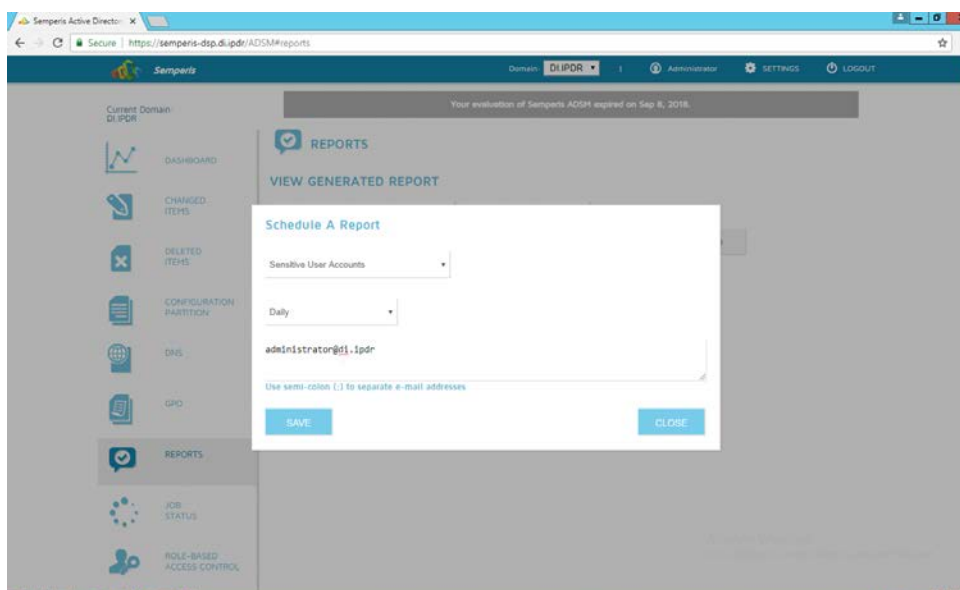 Semperis Active Director
Secure | https://semperis-dsp.di.ipdr/ADSM#reports
Semperis
Domain: DI.IPDR
Administrator
SETTINGS
LOGOUT
Current Domain:
DI.IPDR
Your evaluation of Semperis ADSM expired on Sep 8, 2018.
REPORTS
VIEW GENERATED REPORT
DASHBOARD
CHANGED
ITEMS
DELETED
ITEMS
CONFIGURATION
PARTITION
DNS
GPO
REPORTS
JOB
STATUS
ROLE-BASED
ACCESS CONTROL
Schedule A Report
Sensitive User Accounts
Daily
administrator@di.ipdr
Use semi-colon (;) to separate e-mail addresses
SAVE
CLOSE